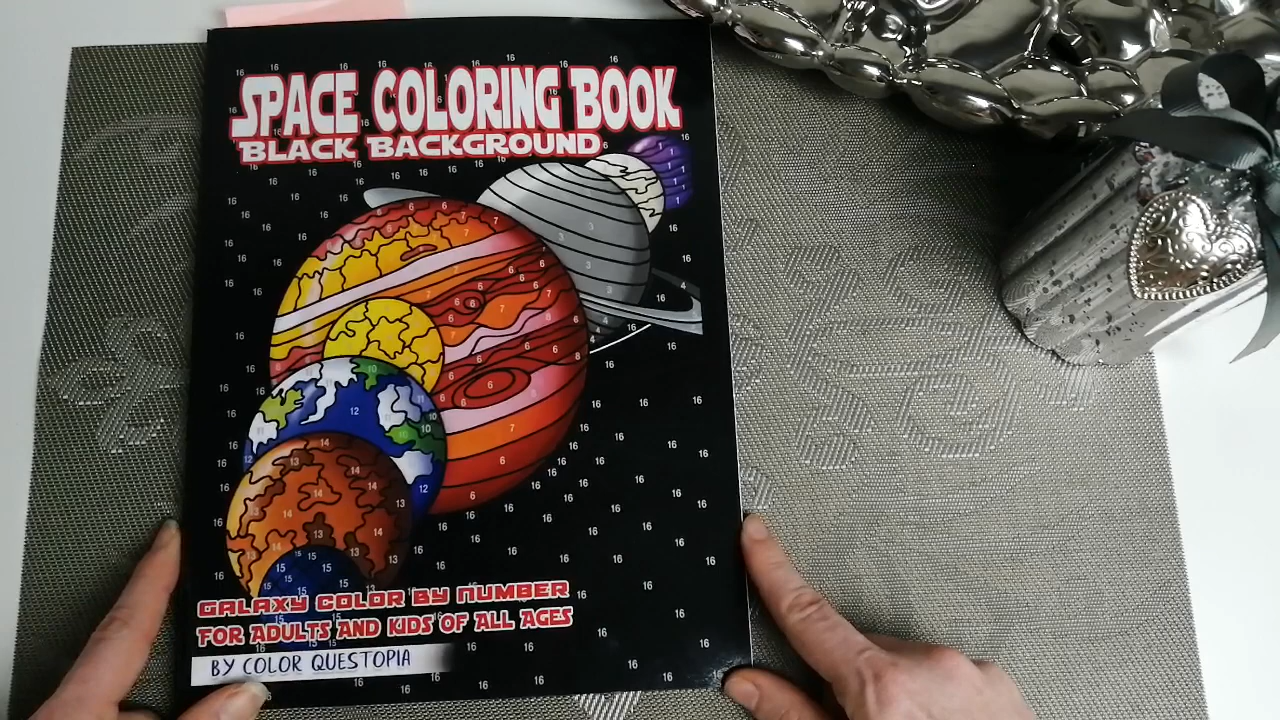 SPACE COLORING BOOK
BLACK BACKGROUND
GALAXY COLOR BY NUMBER
FOR ADULTS AND KIDS OF ALL AGES
BY COLOR QUESTOPIA